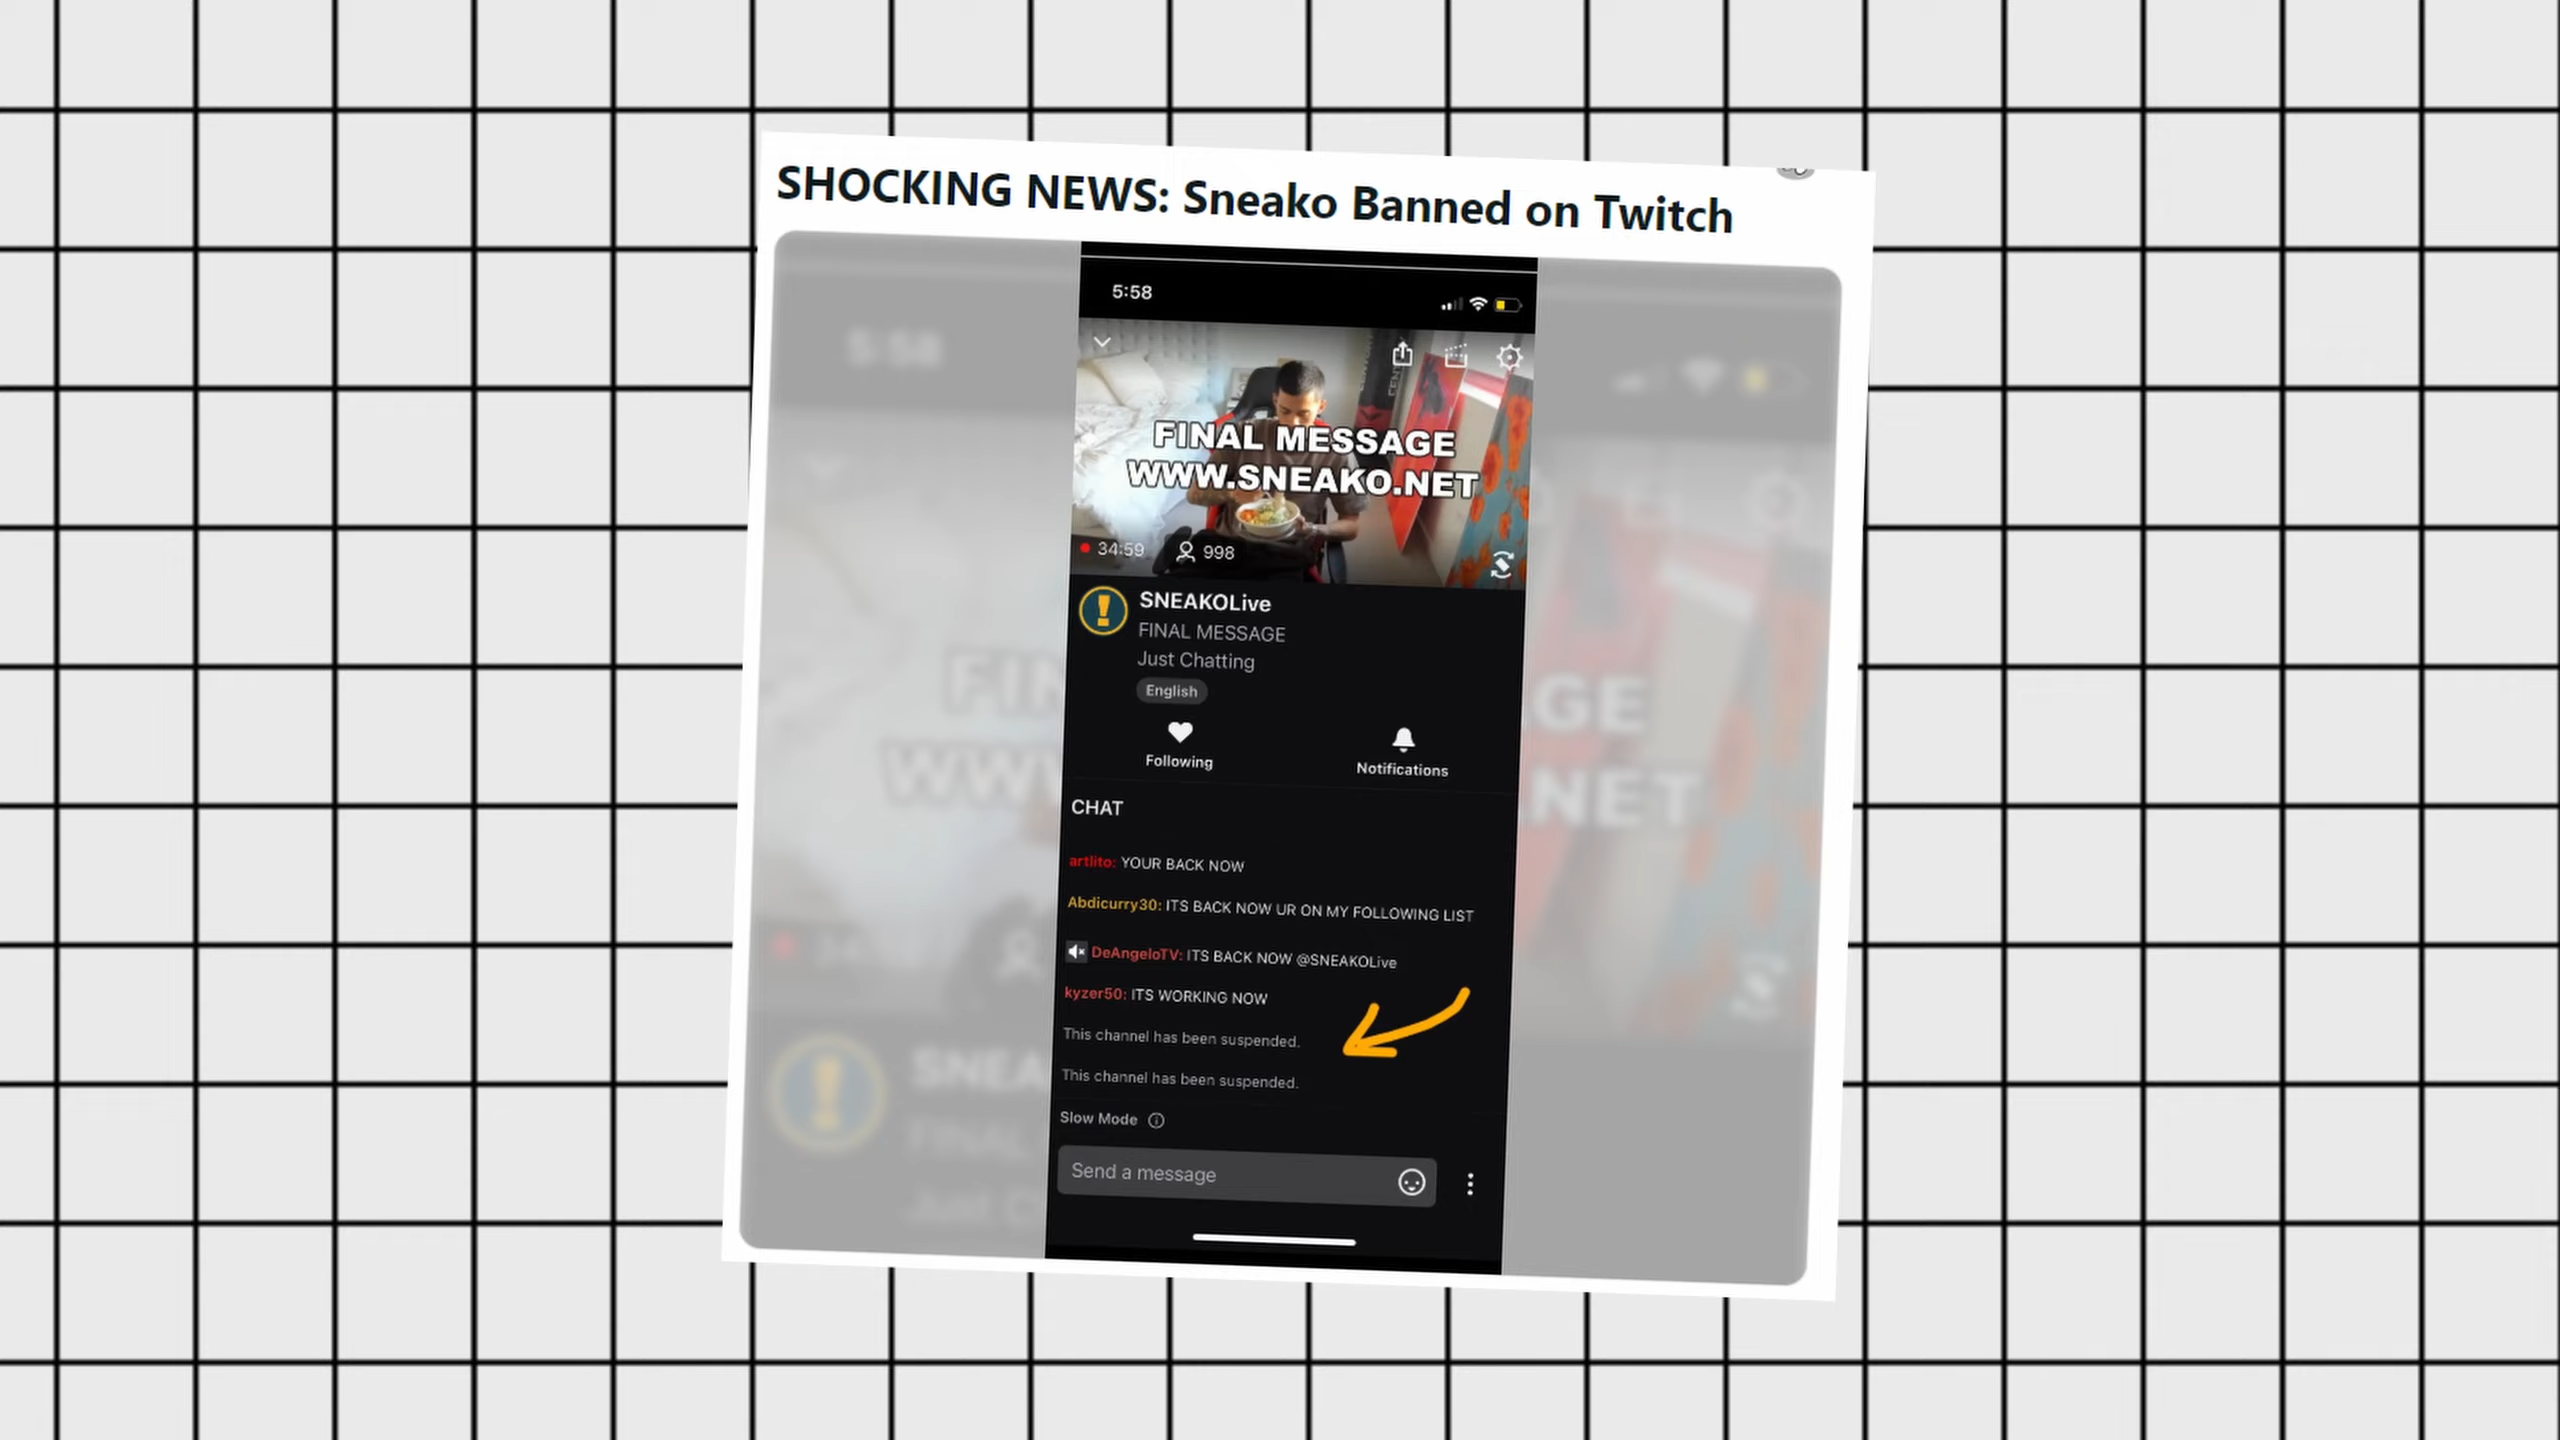 SHOCKING NEWS: Sneako Banned on Twitch
5:58
FINAL MESSAGE
WWW.SNEAKO.NET
34:59 998
SNEAKOLive
FINAL MESSAGE
Just Chatting
English
Following Notifications
CHAT
artlito: YOUR BACK NOW
Abdicurry30: ITS BACK NOW UR ON MY FOLLOWING LIST
DeAngeloTV: ITS BACK NOW @SNEAKOLive
kyzer50: ITS WORKING NOW
This channel has been suspended.
This channel has been suspended.
Slow Mode
Send a message